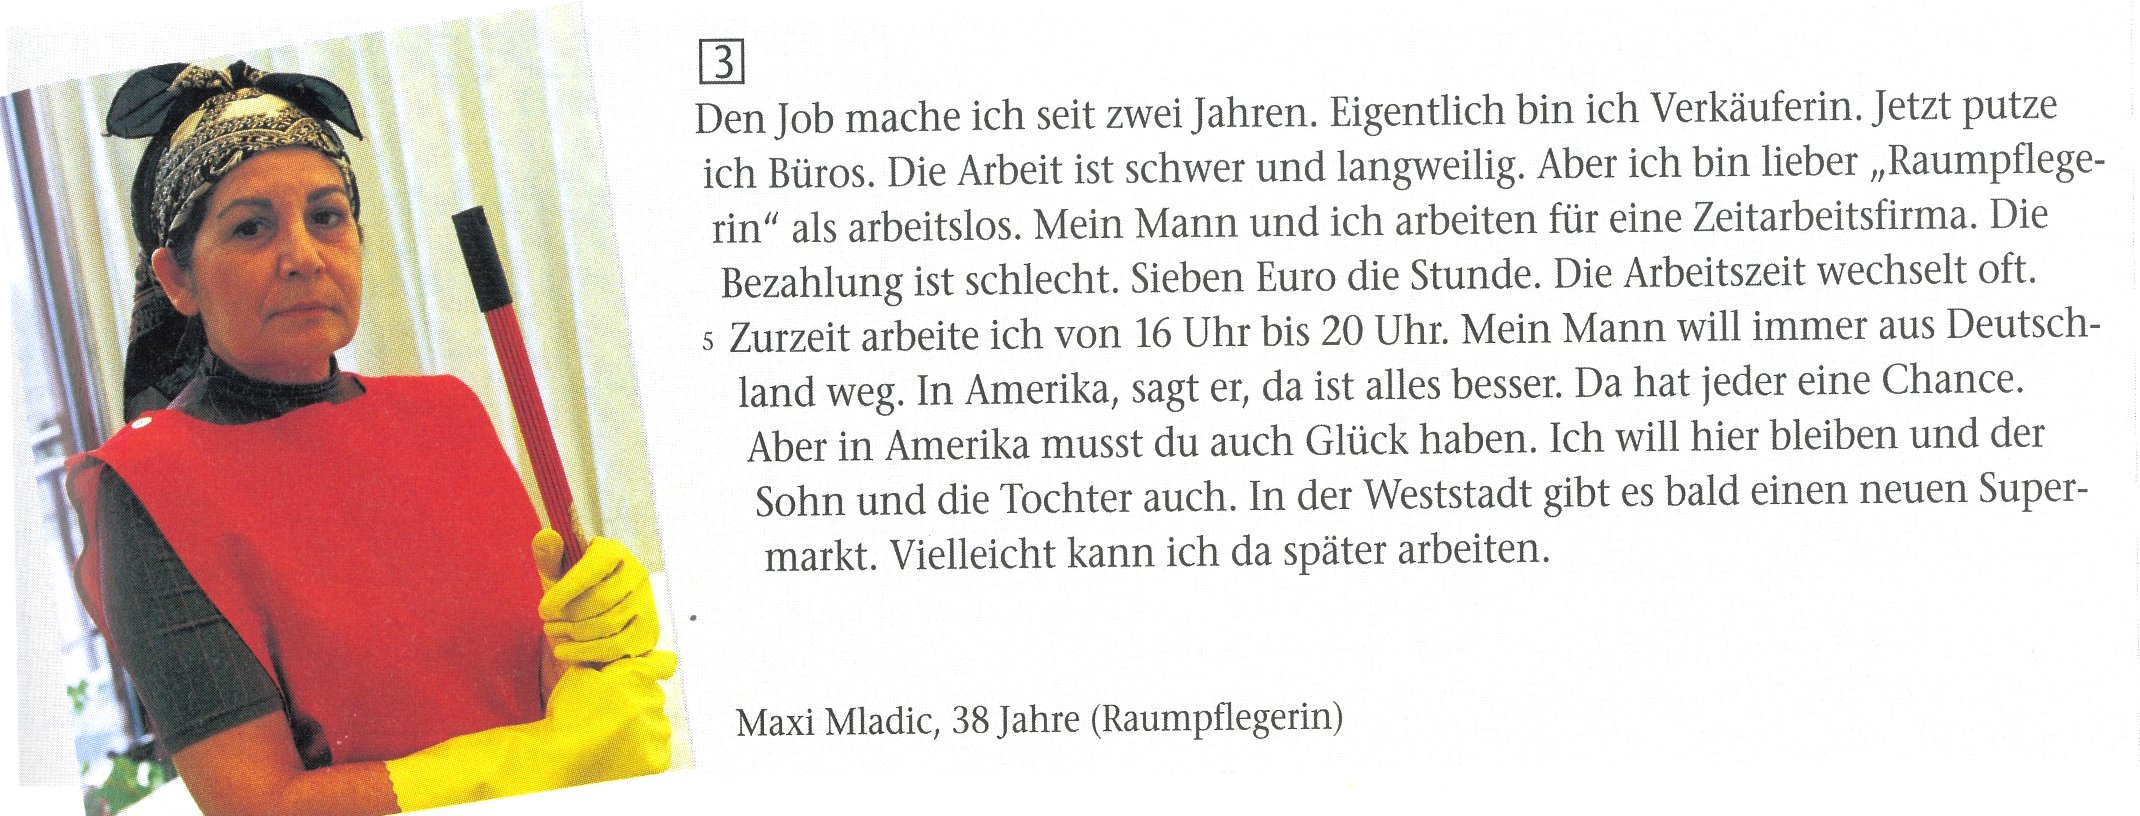 3
Den Job mache ich seit zwei Jahren. Eigentlich bin ich Verkäuferin. Jetzt putze
ich Büros. Die Arbeit ist schwer und langweilig. Aber ich bin lieber „Raumpflege-
rin“ als arbeitslos. Mein Mann und ich arbeiten für eine Zeitarbeitsfirma. Die
Bezahlung ist schlecht. Sieben Euro die Stunde. Die Arbeitszeit wechselt oft.
5 Zurzeit arbeite ich von 16 Uhr bis 20 Uhr. Mein Mann will immer aus Deutsch-
land weg. In Amerika, sagt er, da ist alles besser. Da hat jeder eine Chance.
Aber in Amerika musst du auch Glück haben. Ich will hier bleiben und der
Sohn und die Tochter auch. In der Weststadt gibt es bald einen neuen Super-
markt. Vielleicht kann ich da später arbeiten.
Maxi Mladic, 38 Jahre (Raumpflegerin)